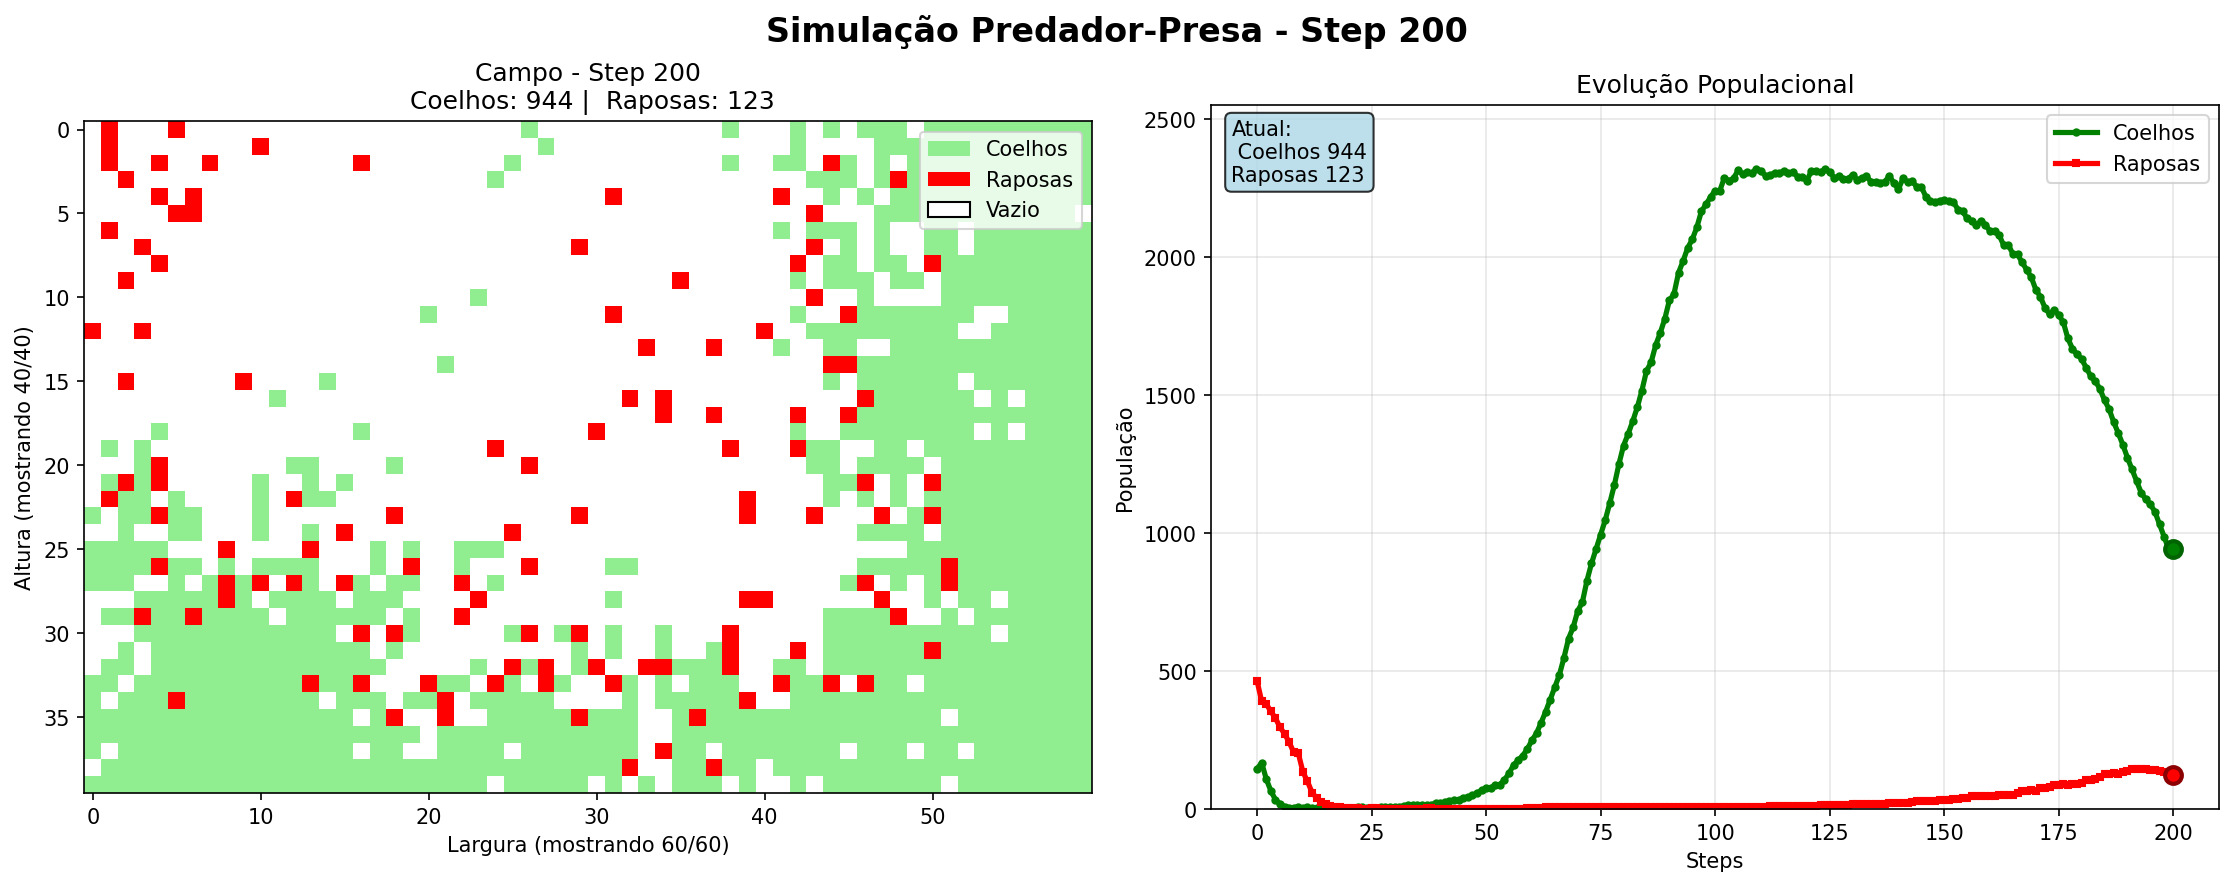 Simulação Predador-Presa - Step 200
Campo - Step 200
Coelhos: 944 |  Raposas: 123
Coelhos
Raposas
Vazio
0
5
10
15
20
25
30
35
Altura (mostrando 40/40)
0
10
20
30
40
50
Largura (mostrando 60/60)
Evolução Populacional
Atual:
Coelhos 944
Raposas 123
Coelhos
Raposas
2500
2000
1500
1000
500
0
População
0
25
50
75
100
125
150
175
200
Steps